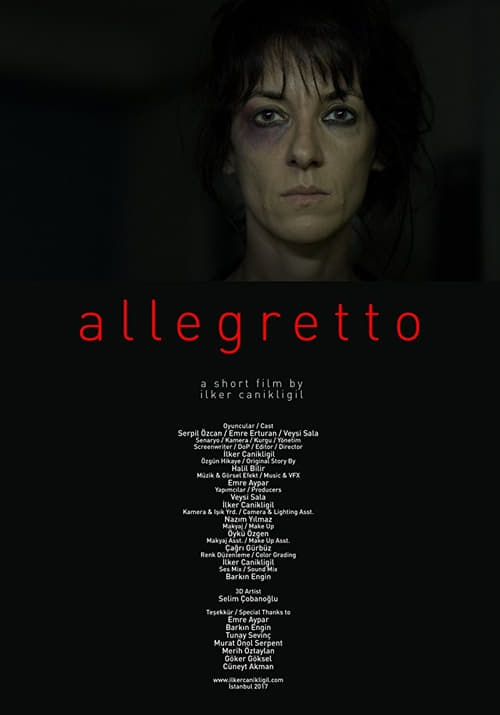 allegretto
a short film by
ilker canikligil
Oyuncular / Cast
Serpil Özcan / Emre Erturan / Veysi Sala
Senaryo / Kamera / Kurgu / Yönetim
Screenwriter / DoP / Editor / Director
İlker Canikligil
Özgün Hikaye / Original Story By
Halil Bilir
Müzik & Görsel Efekt / Music & VFX
Emre Aypar
Yapımcılar / Producers
Veysi Sala
İlker Canikligil
Kamera & Işık Yrd. / Camera & Lighting Asst.
Nazım Yılmaz
Makyaj / Make Up
Öykü Özgen
Makyaj Asst. / Make Up Asst.
Çağrı Gürbüz
Renk Düzenleme / Color Grading
İlker Canikligil
Ses Mix / Sound Mix
Barkın Engin
3D Artist
Selim Çobanoğlu
Teşekkür / Special Thanks to
Emre Aypar
Barkın Engin
Tunay Sevinç
Murat Önol Serpent
Merih Öztaylan
Göker Göksel
Cüneyt Akman
www.ilkercanikligil.com
İstanbul 2017